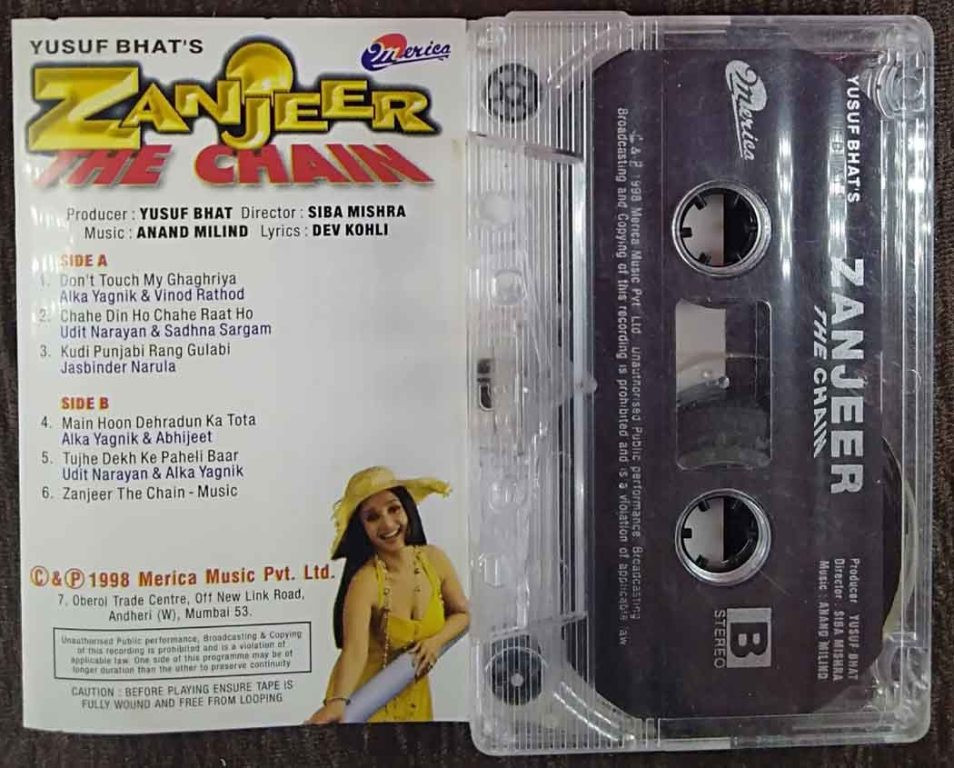 YUSUF BHAT'S
Merica
ZANJEER
THE CHAIN
Producer : YUSUF BHAT Director : SIBA MISHRA
Music : ANAND MILIND Lyrics : DEV KOHLI
SIDE A
1. Don't Touch My Ghaghriya
Alka Yagnik & Vinod Rathod
2. Chahe Din Ho Chahe Raat Ho
Udit Narayan & Sadhna Sargam
3. Kudi Punjabi Rang Gulabi
Jasbinder Narula
SIDE B
4. Main Hoon Dehradun Ka Tota
Alka Yagnik & Abhijeet
5. Tujhe Dekh Ke Paheli Baar
Udit Narayan & Alka Yagnik
6. Zanjeer The Chain - Music
©&℗1998 Merica Music Pvt. Ltd.
7, Oberoi Trade Centre, Off New Link Road,
Andheri (W), Mumbai 53.
Unauthorised Public performance, Broadcasting & Copying
of this recording is prohibited and is a violation of
applicable law. One side of this programme may be of
longer duration than the other to preserve continuity
CAUTION : BEFORE PLAYING ENSURE TAPE IS
FULLY WOUND AND FREE FROM LOOPING
YUSUF BHAT'S
ZANJEER
THE CHAIN
Producer : YUSUF BHAT
Director : SIBA MISHRA
Music : ANAND MILIND
Merica
B
STEREO
© & ℗ 1998 Merica Music Pvt Ltd Unauthorised Public performance Broadcasting
Broadcasting and Copying of this recording is prohibited and is a violation of applicable law